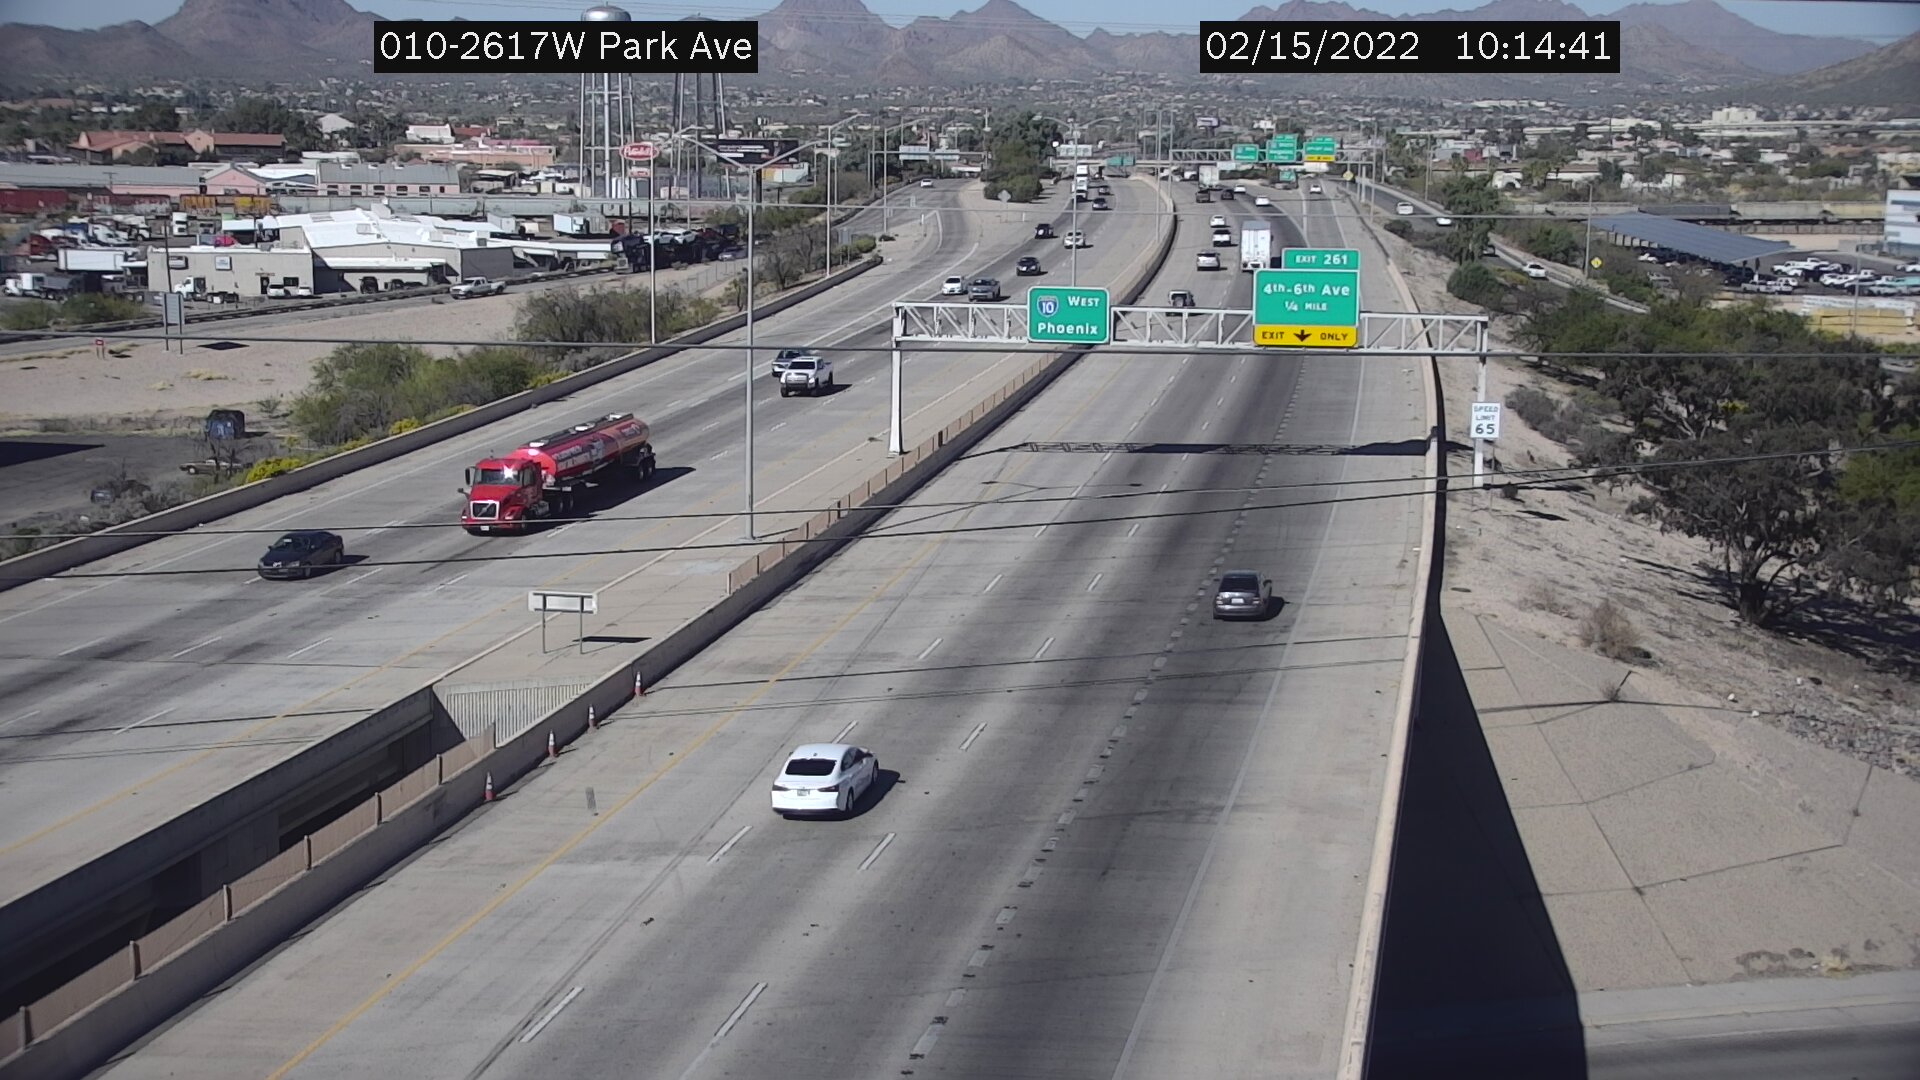 010-2617W Park Ave
02/15/2022 10:14:41
EXIT 261
10 WEST
Phoenix
4th-6th Ave
1/4 MILE
EXIT ONLY
SPEED
LIMIT
65